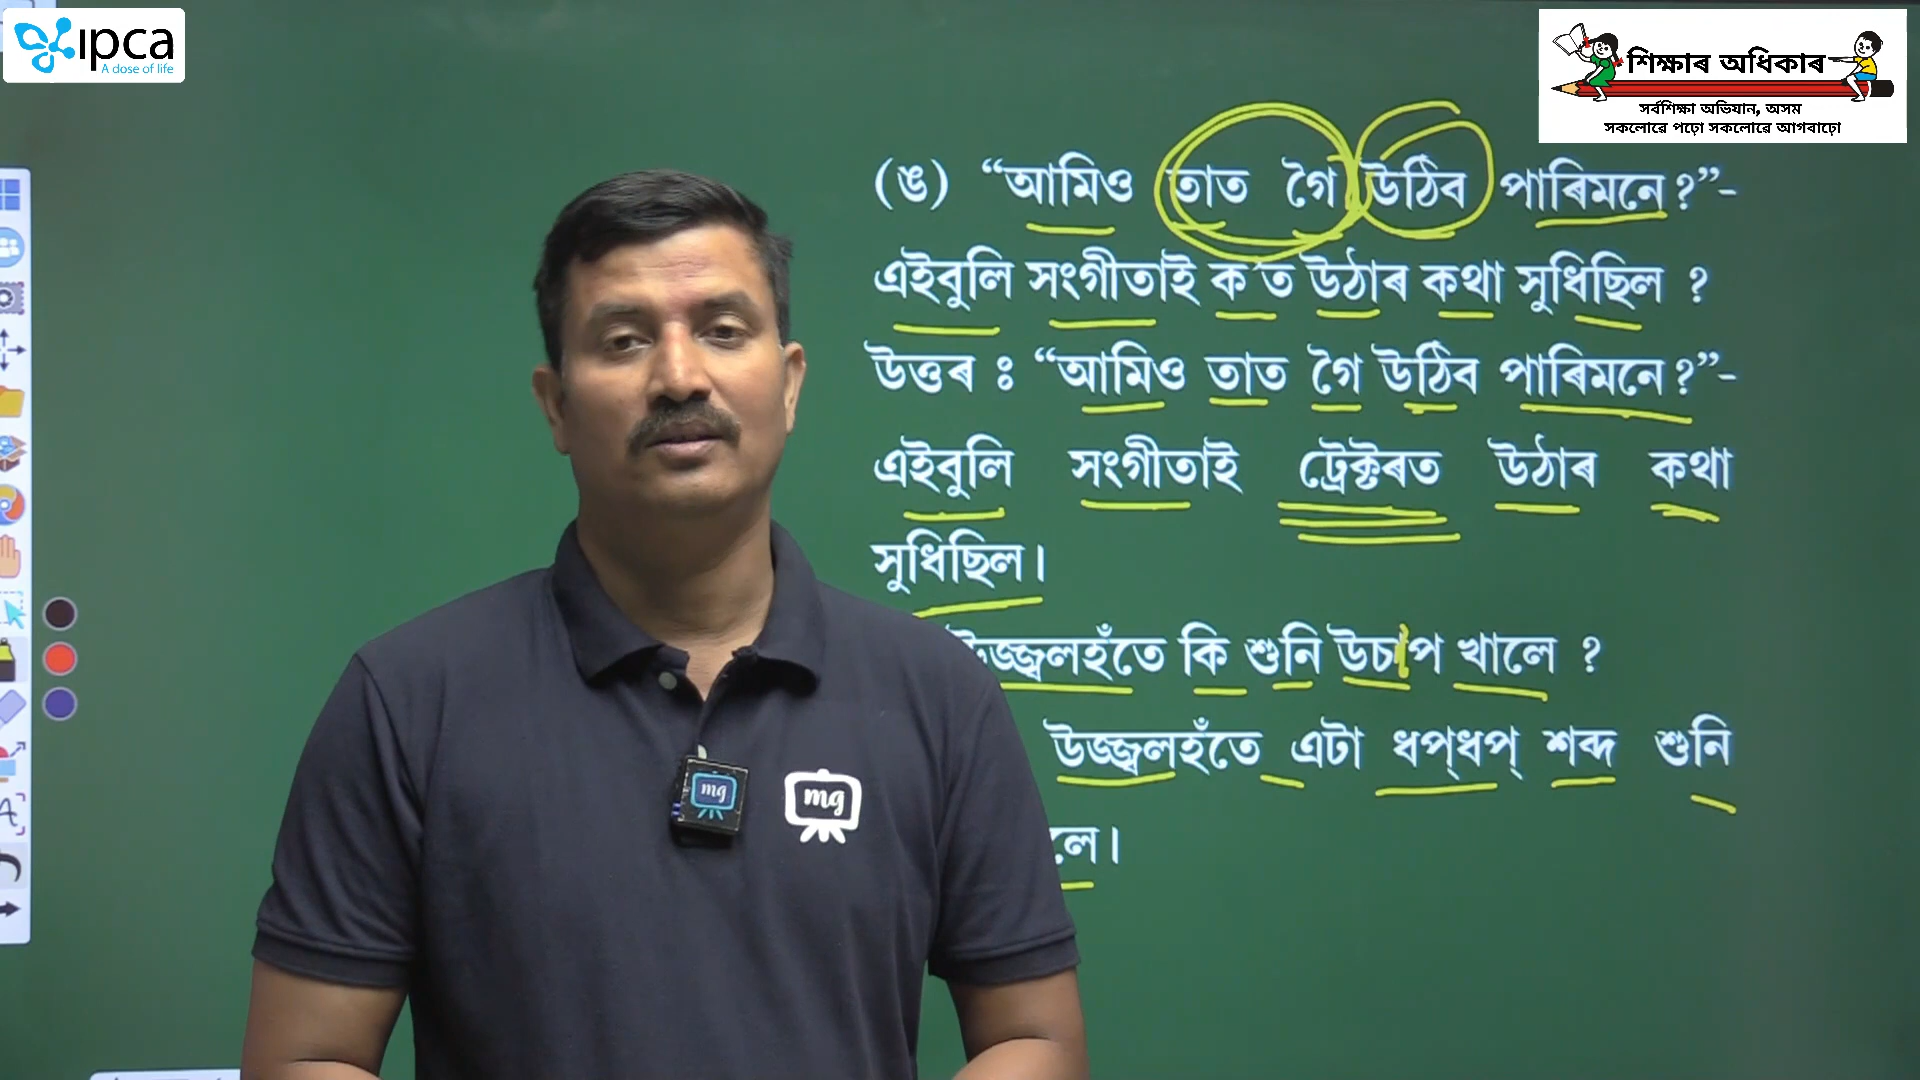 ipca
A dose of life
শিক্ষাৰ অধিকাৰ
সৰ্বশিক্ষা অভিযান, অসম
সকলোৱে পঢ়ো সকলোৱে আগবাঢ়ো
(ঙ) “আমিও তাত গৈ উঠিব পাৰিমনে ?”-
এইবুলি সংগীতাই ক’ত উঠাৰ কথা সুধিছিল ?
উত্তৰ ঃ “আমিও তাত গৈ উঠিব পাৰিমনে ?”-
এইবুলি সংগীতাই ট্ৰেক্টৰত উঠাৰ কথা
সুধিছিল।
উজ্জ্বলহঁতে কি শুনি উচাপ খালে ?
উজ্জ্বলহঁতে এটা ধপ্‌ধপ্ শব্দ শুনি
লে।
mg
mg